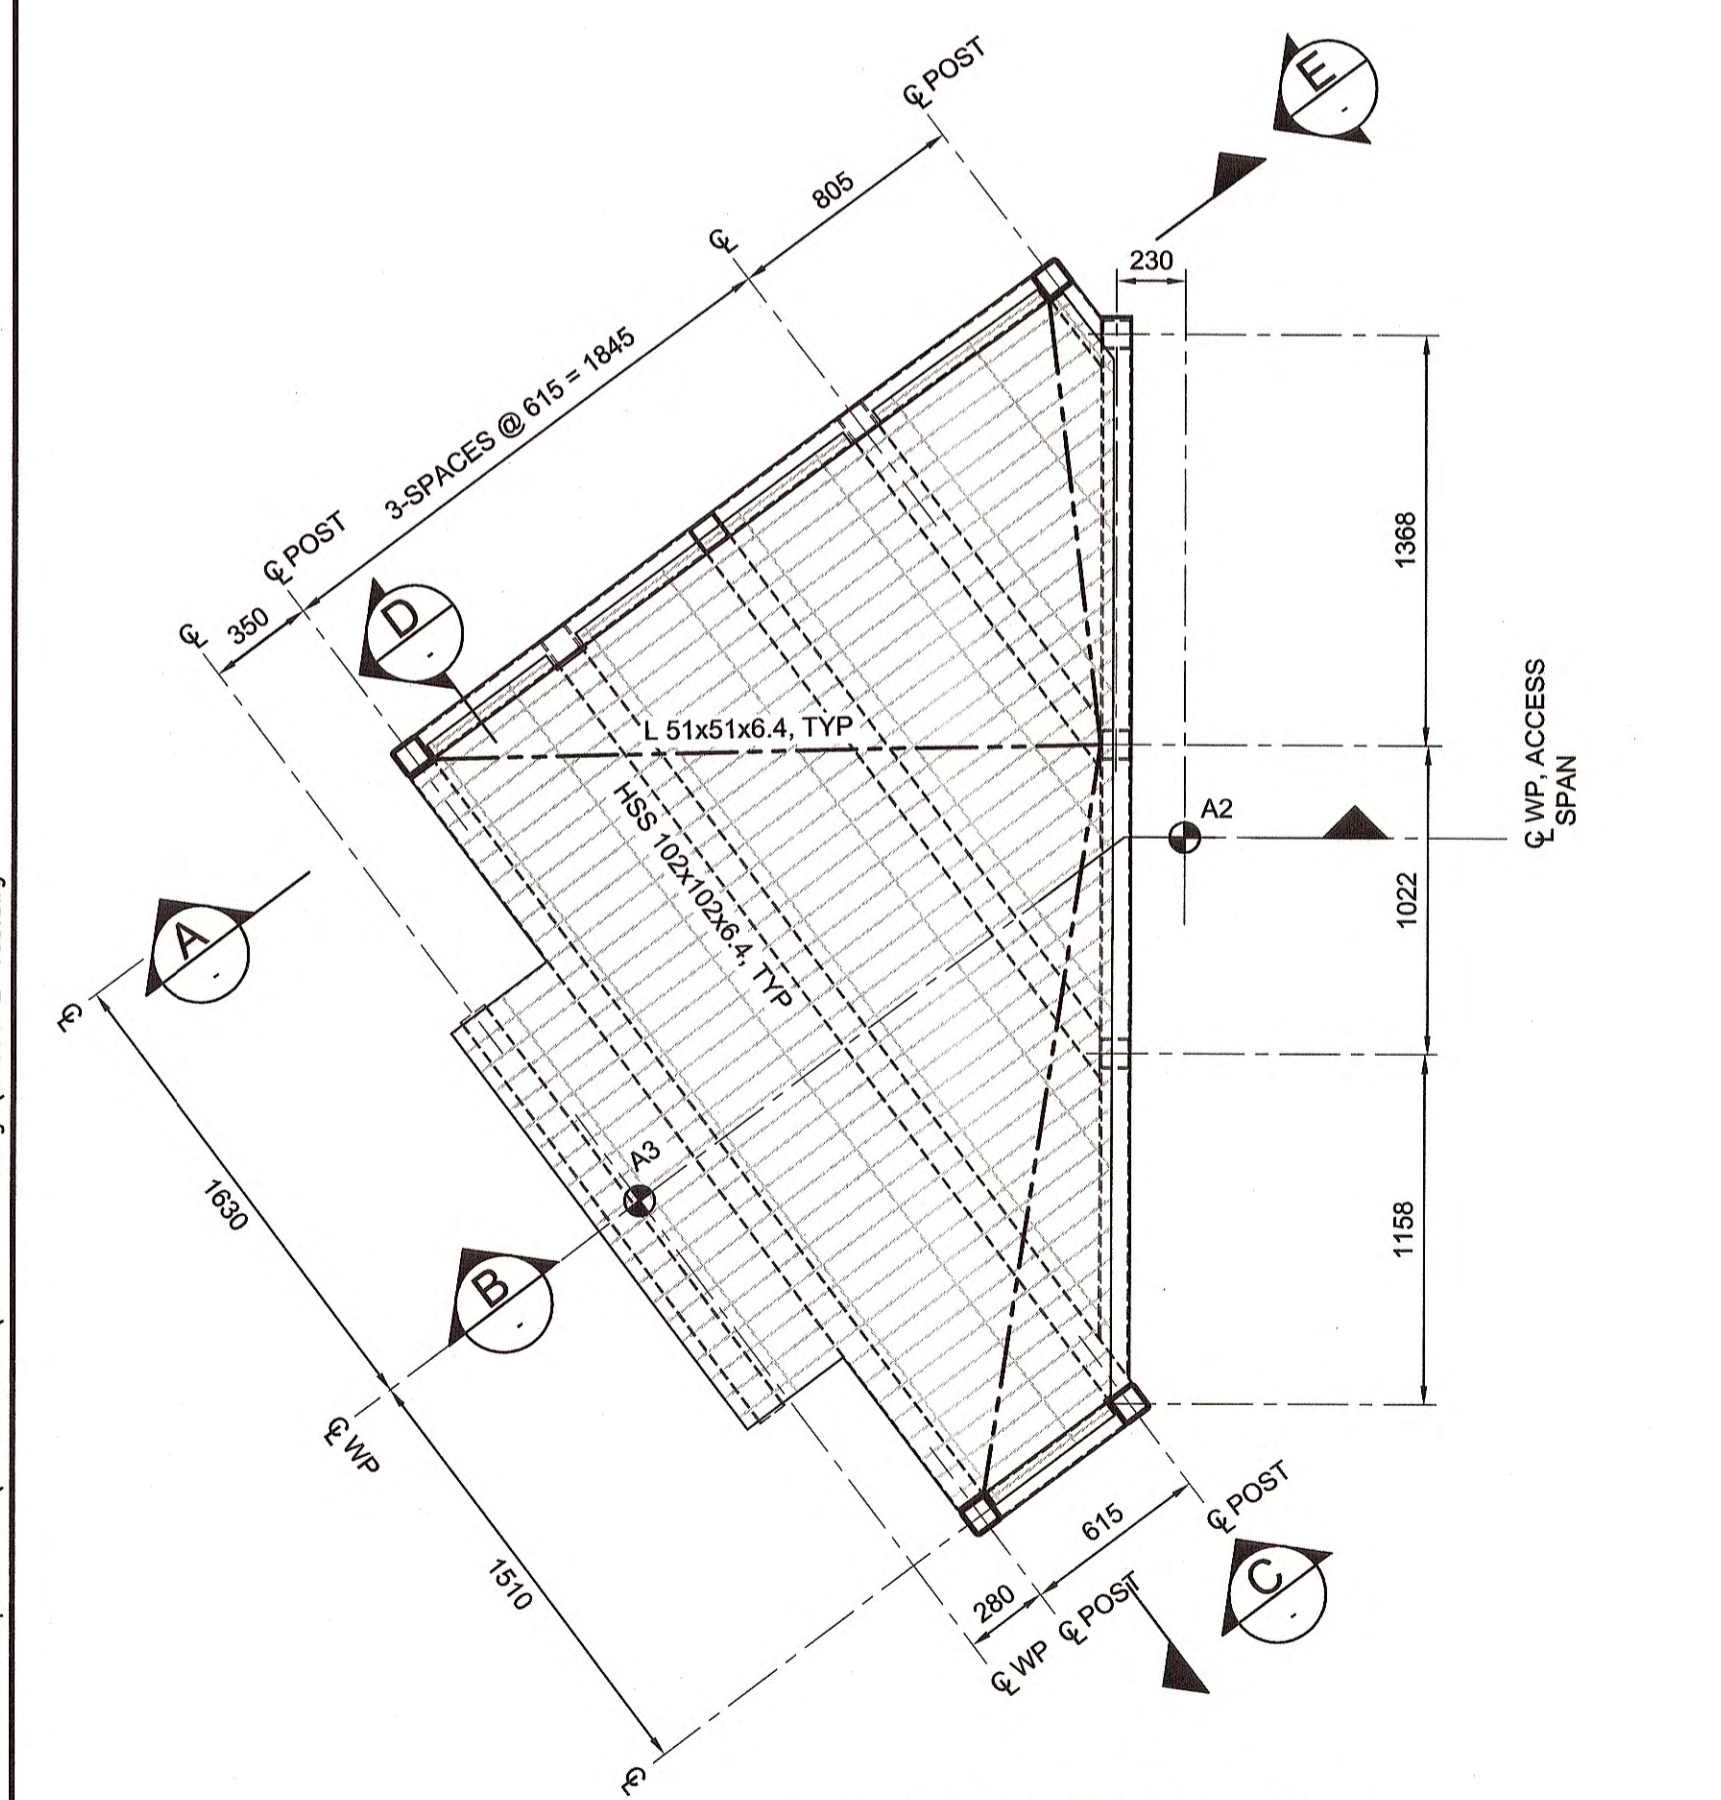 ℄ POST
E
-
805
℄
230
3-SPACES @ 615 = 1845
℄ POST
350
℄
D
-
1368
L 51x51x6.4, TYP
HSS 102x102x6.4, TYP
A2
℄ WP, ACCESS
SPAN
1022
A
-
℄
A3
1630
B
-
1158
℄ WP
1510
615
℄ POST
280
℄ POST
℄ WP
C
-
℄